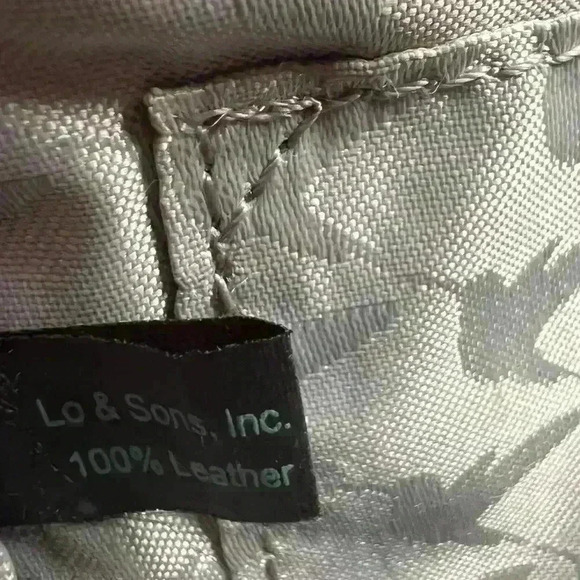 Lo & Sons, Inc.
100% Leather